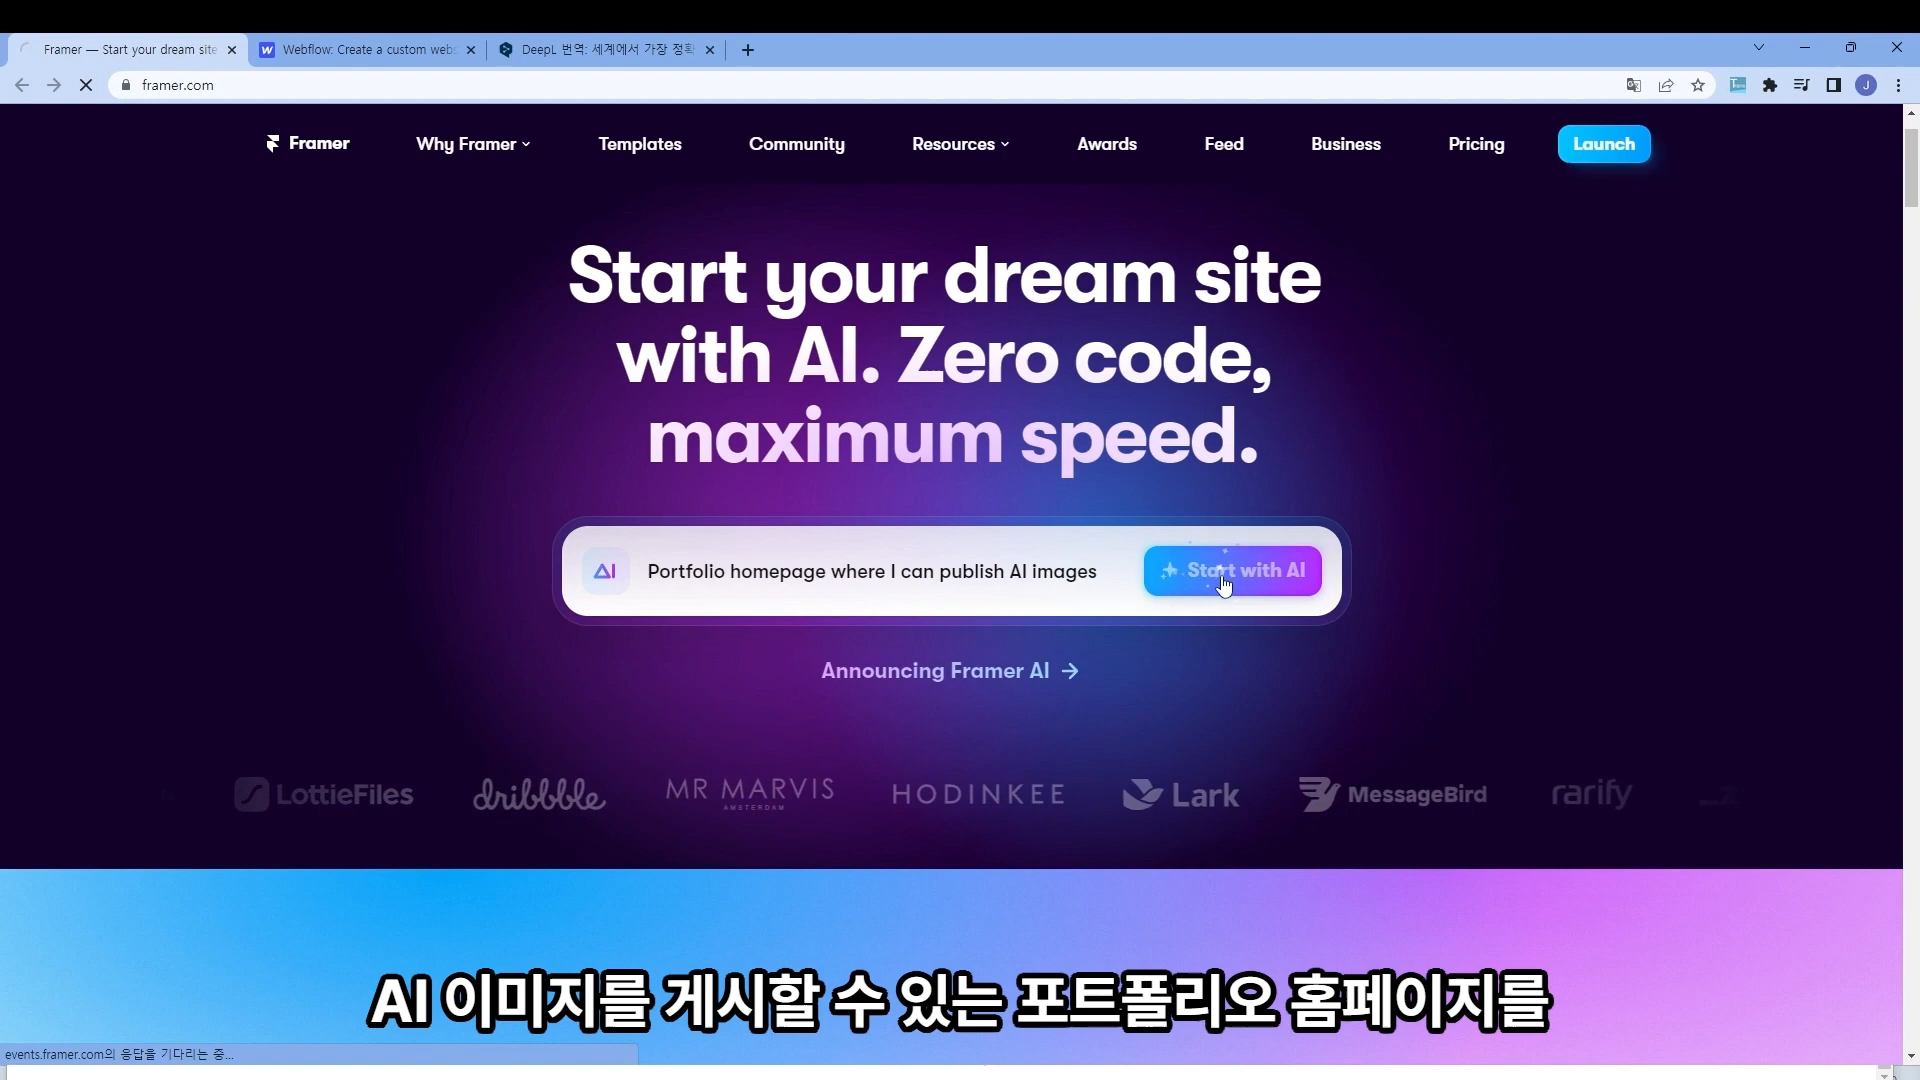 Framer — Start your dream site
Webflow: Create a custom webs
DeepL 번역: 세계에서 가장 정확
framer.com
J
Framer
Why Framer
Templates
Community
Resources
Awards
Feed
Business
Pricing
Launch
Start your dream site
with AI. Zero code,
maximum speed.
AI
Portfolio homepage where I can publish AI images
Start with AI
Announcing Framer AI →
LottieFiles
dribbble
MR MARVIS
AMSTERDAM
HODINKEE
Lark
MessageBird
rarify
AI 이미지를 게시할 수 있는 포트폴리오 홈페이지를
events.framer.com의 응답을 기다리는 중...